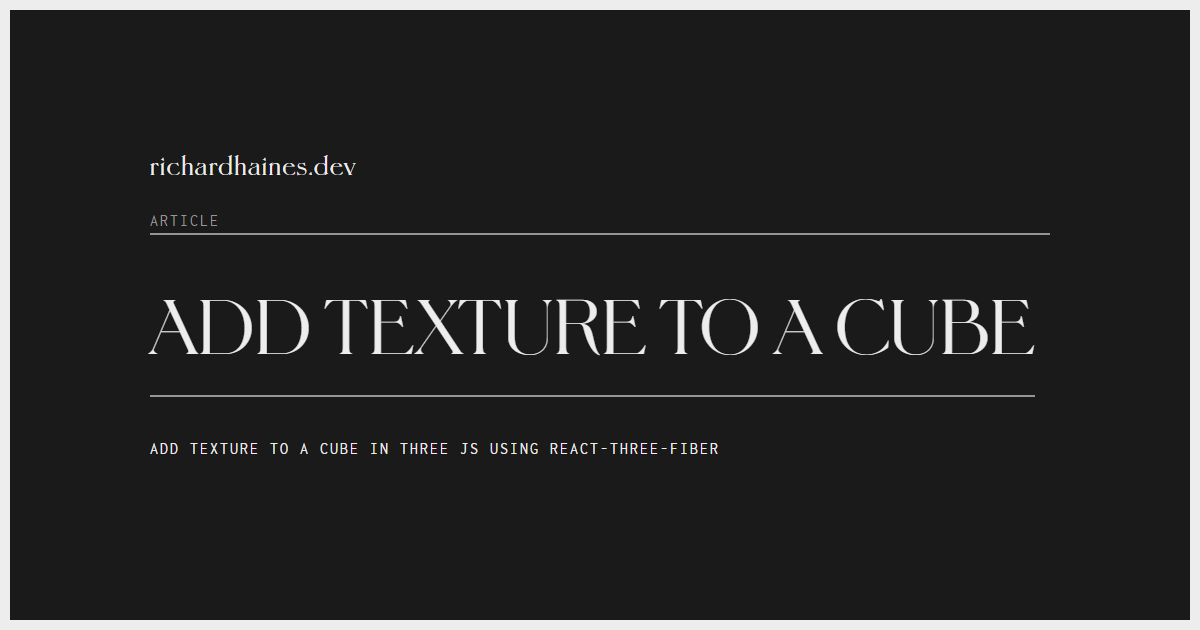 richardhaines.dev
ARTICLE
ADD TEXTURE TO A CUBE
ADD TEXTURE TO A CUBE IN THREE JS USING REACT-THREE-FIBER